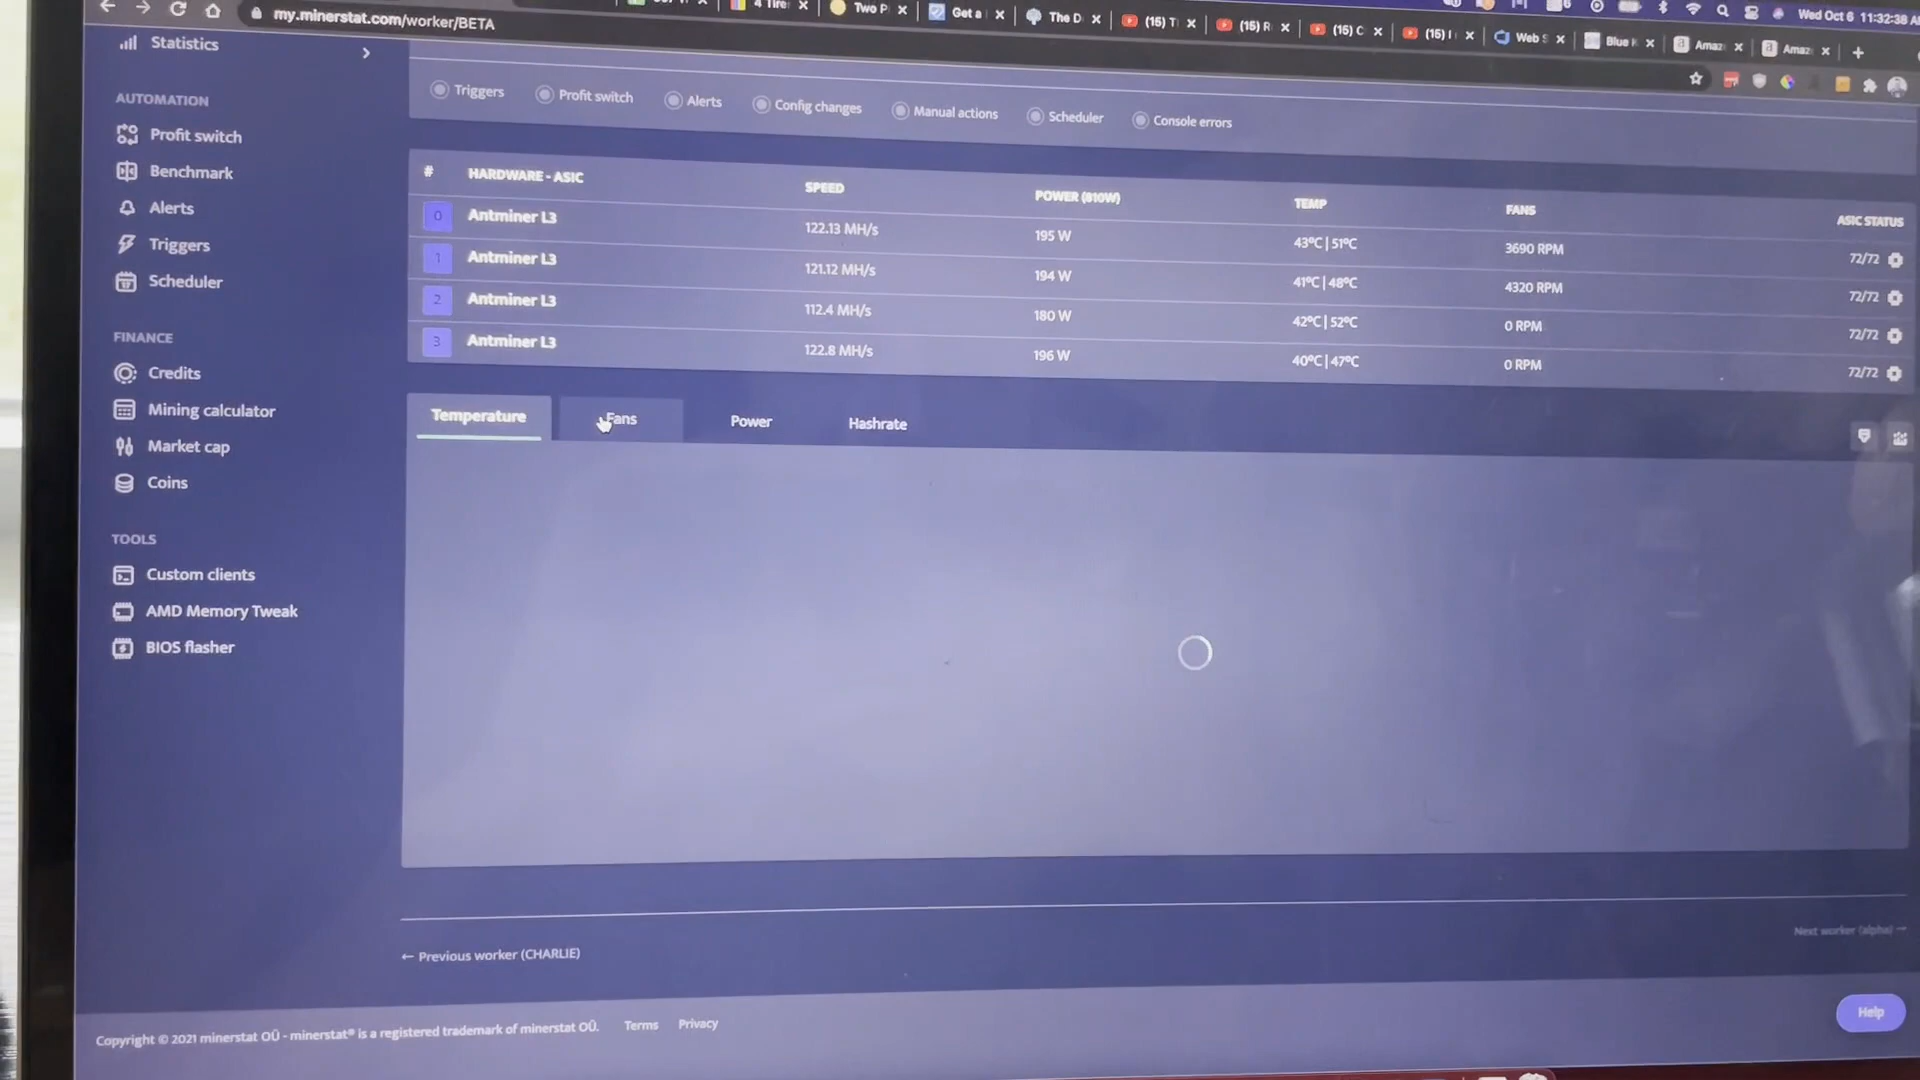 my.minerstat.com/worker/BETA
4 Tire
Two P
Get a
The D
(15) T
(15) R
(15) C
(15) I
Web S
Blue
Amaz
Amaz
Wed Oct 6 11:32:38 A
Statistics
AUTOMATION
Profit switch
Benchmark
Alerts
Triggers
Scheduler
FINANCE
Credits
Mining calculator
Market cap
Coins
TOOLS
Custom clients
AMD Memory Tweak
BIOS flasher
Triggers
Profit switch
Alerts
Config changes
Manual actions
Scheduler
Console errors
# HARDWARE - ASIC SPEED POWER (810W) TEMP FANS ASIC STATUS
0 Antminer L3 122.13 MH/s 195 W 43°C | 51°C 3690 RPM 72/72
1 Antminer L3 121.12 MH/s 194 W 41°C | 48°C 4320 RPM 72/72
2 Antminer L3 112.4 MH/s 180 W 42°C | 52°C 0 RPM 72/72
3 Antminer L3 122.8 MH/s 196 W 40°C | 47°C 0 RPM 72/72
Temperature Fans Power Hashrate
← Previous worker (CHARLIE)
Next worker (alpha) →
Help
Copyright © 2021 minerstat OÜ - minerstat® is a registered trademark of minerstat OÜ. Terms Privacy